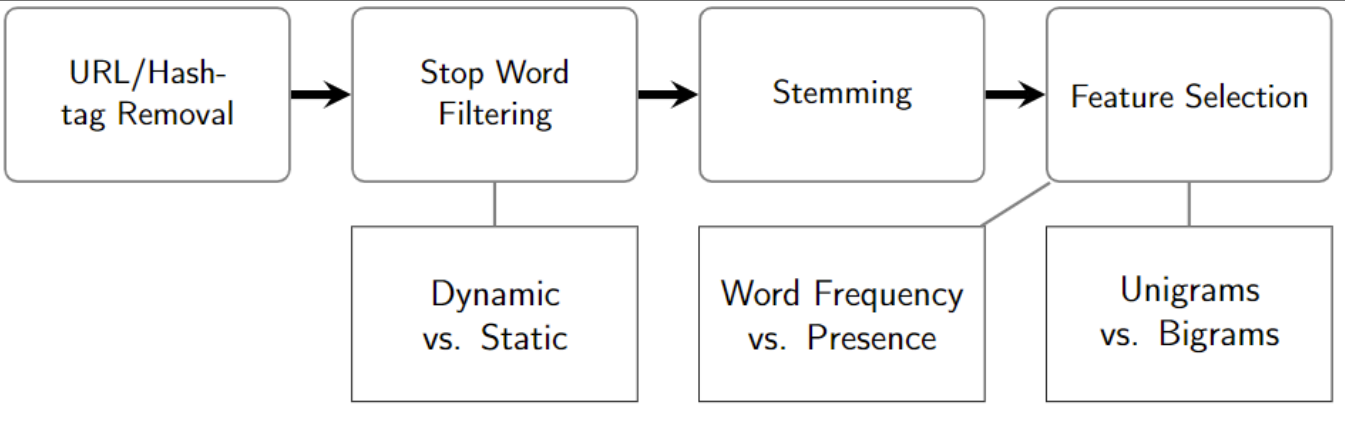 URL/Hash-
tag Removal
Stop Word
Filtering
Stemming
Feature Selection
Dynamic
vs. Static
Word Frequency
vs. Presence
Unigrams
vs. Bigrams